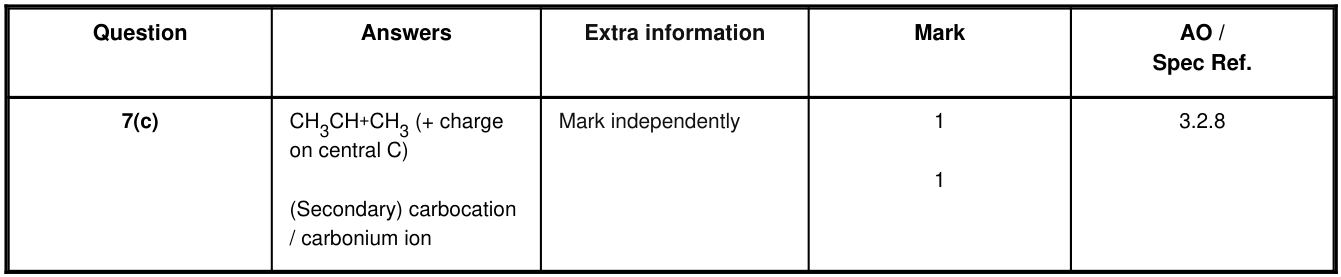 Question Answers Extra information Mark AO /
Spec Ref.
7(c) CH₃CH+CH₃ (+ charge Mark independently 1 3.2.8
on central C)
1
(Secondary) carbocation
/ carbonium ion